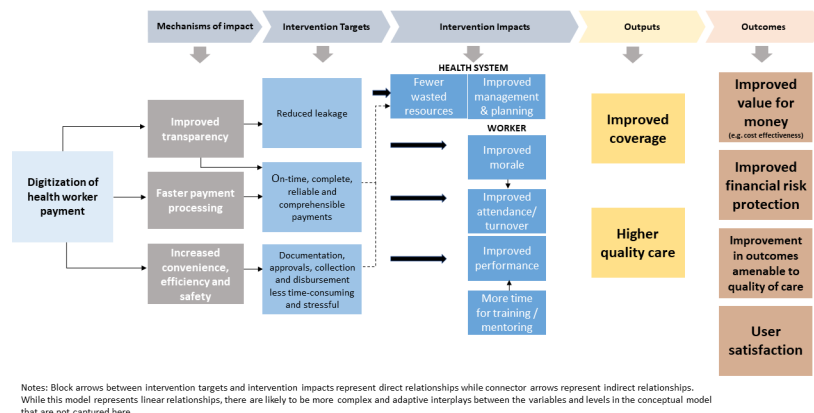 Mechanisms of impact
Intervention Targets
Intervention Impacts
Outputs
Outcomes
Digitization of
health worker
payment
Improved
transparency
Faster payment
processing
Increased
convenience,
efficiency and
safety
Reduced leakage
On-time, complete,
reliable and
comprehensible
payments
Documentation,
approvals, collection
and disbursement
less time-consuming
and stressful
HEALTH SYSTEM
Fewer
wasted
resources
Improved
management
& planning
WORKER
Improved
morale
Improved
attendance/
turnover
Improved
performance
More time
for training /
mentoring
Improved
coverage
Higher
quality care
Improved
value for
money
(e.g. cost effectiveness)
Improved
financial risk
protection
Improvement
in outcomes
amenable to
quality of care
User
satisfaction
Notes: Block arrows between intervention targets and intervention impacts represent direct relationships while connector arrows represent indirect relationships.
While this model represents linear relationships, there are likely to be more complex and adaptive interplays between the variables and levels in the conceptual model
that are not captured here